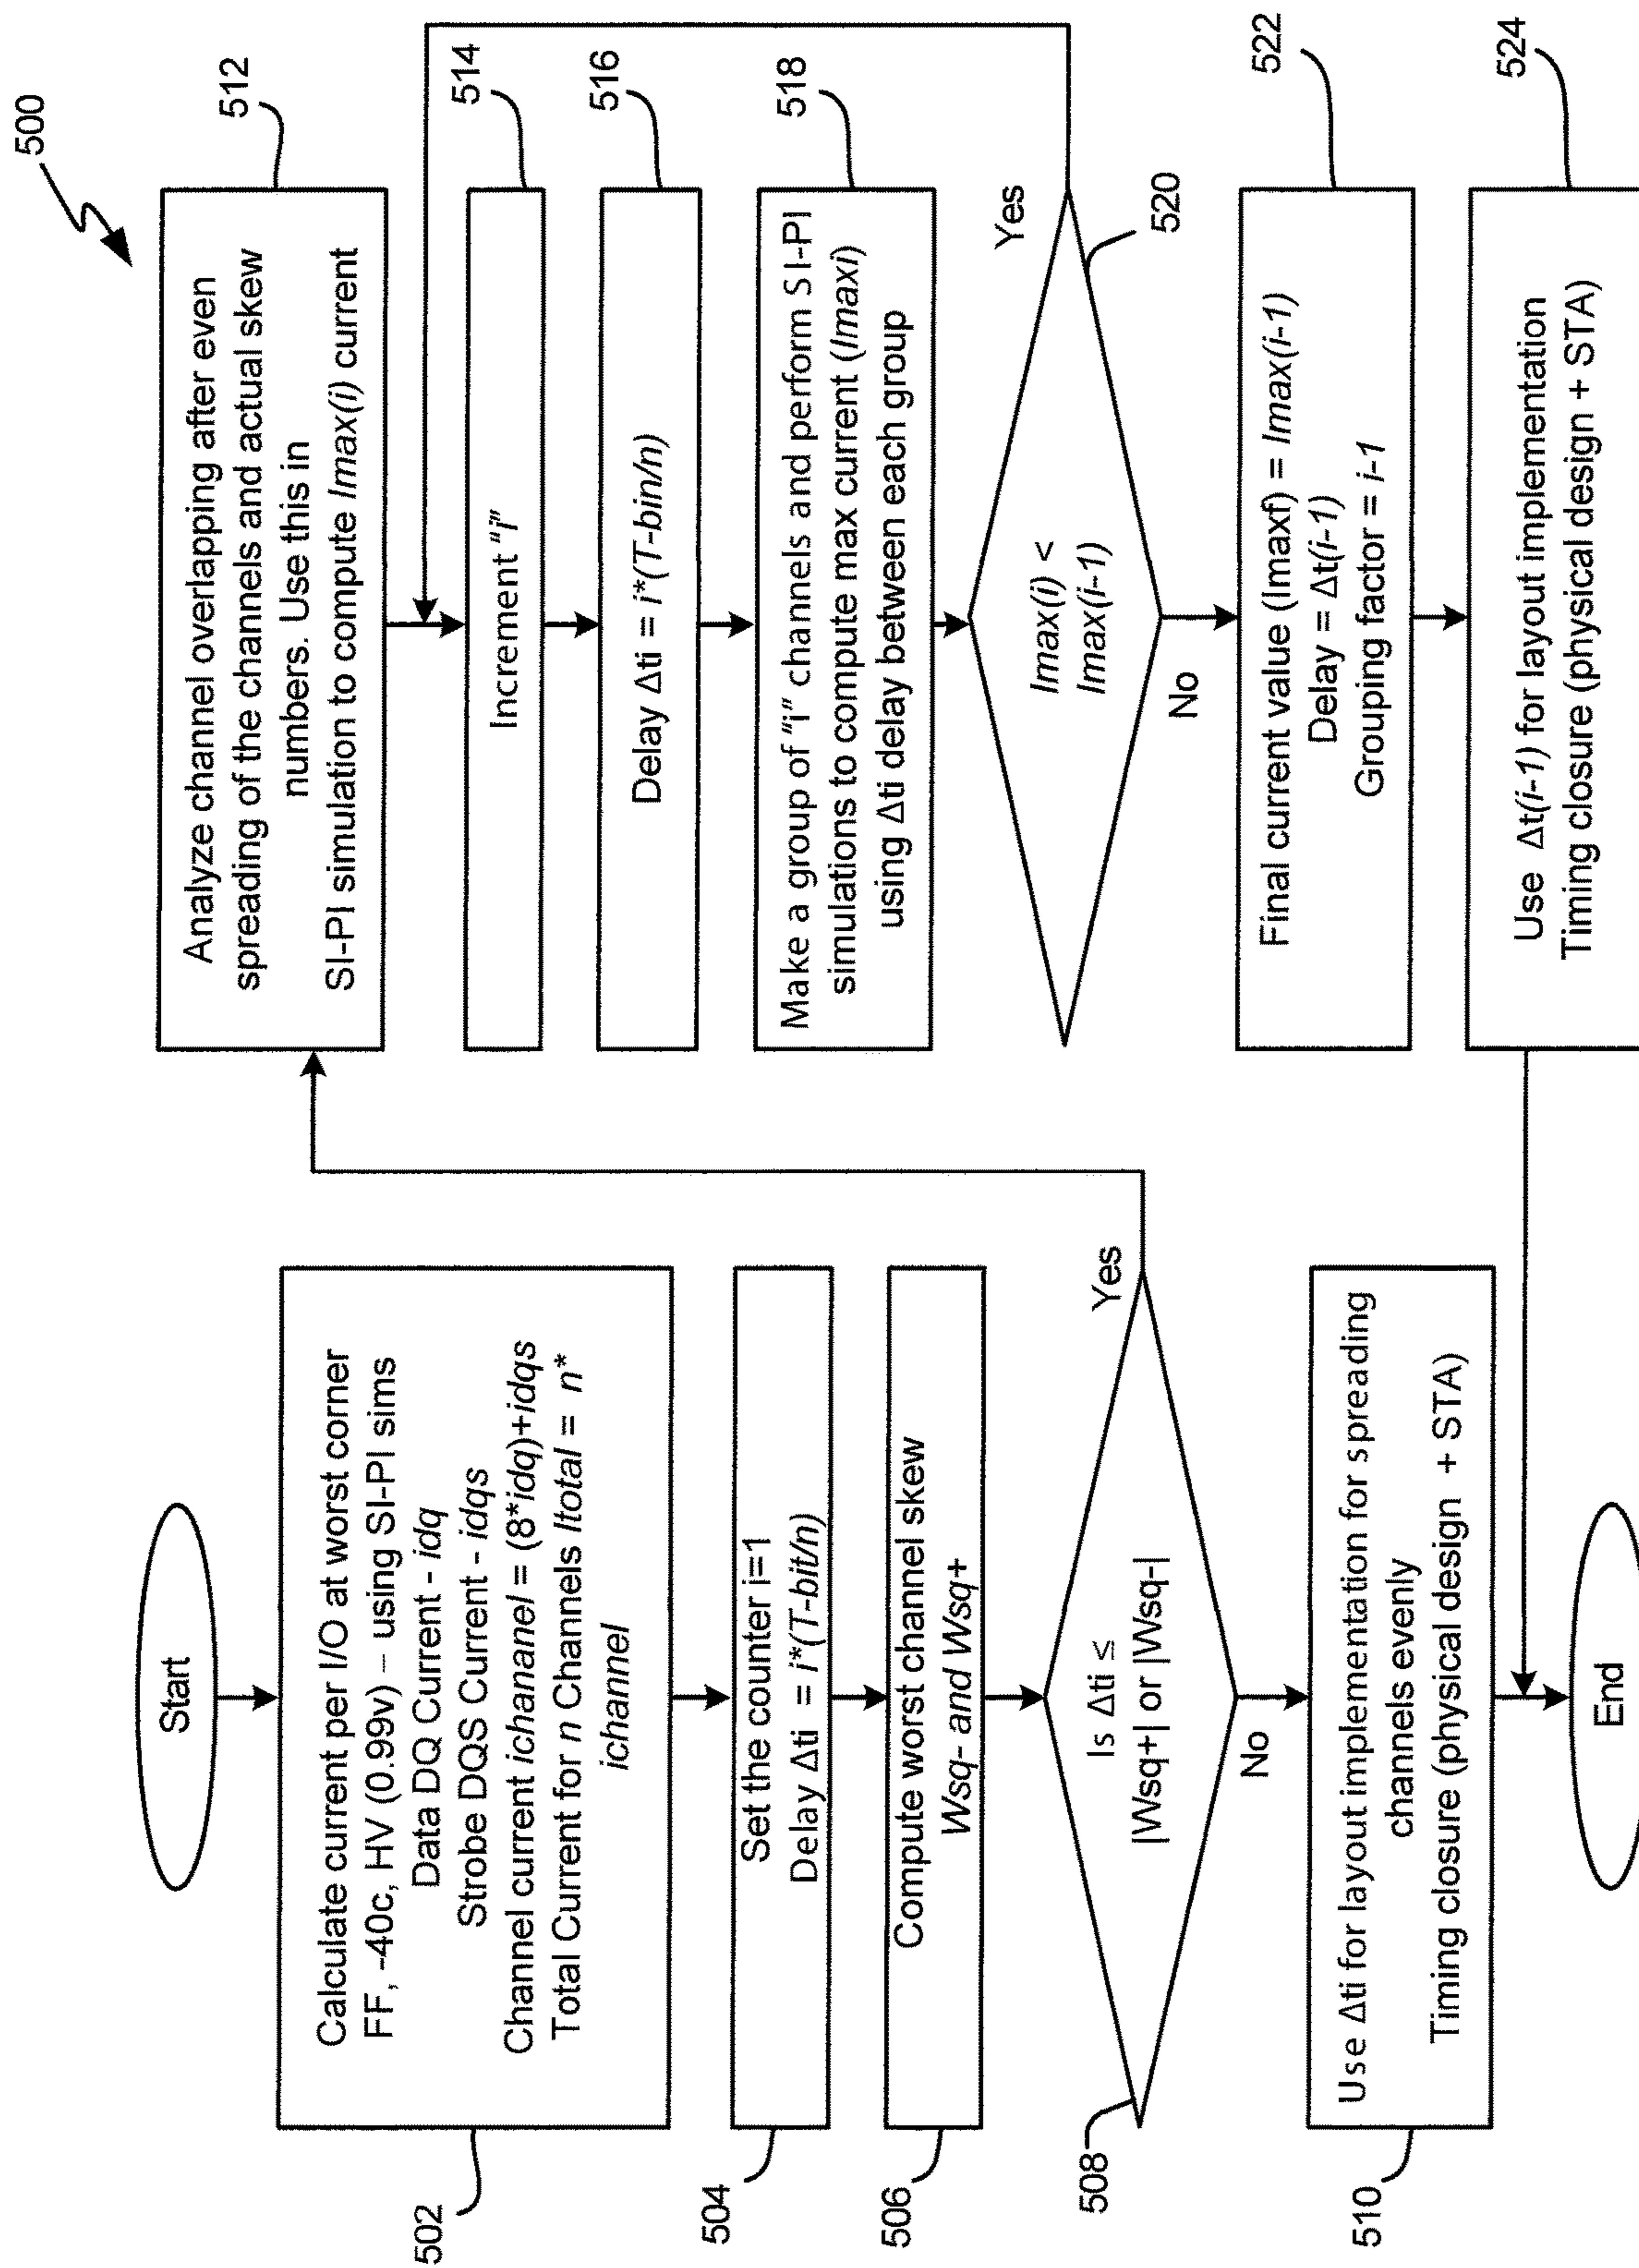 500
Start
Calculate current per I/O at worst corner
FF, -40c, HV (0.99v) – using SI-PI sims
Data DQ Current - idq
Strobe DQS Current - idqs
Channel current ichannel = (8*idq)+idqs
Total Current for n Channels Itotal = n*
ichannel
502
Set the counter i=1
Delay Δti = i*(T-bit/n)
504
Compute worst channel skew
Wsq- and Wsq+
506
Is Δti ≤
|Wsq+| or |Wsq-|
Yes
No
508
Use Δti for layout implementation for spreading
channels evenly
Timing closure (physical design + STA)
510
End
Analyze channel overlapping after even
spreading of the channels and actual skew
numbers. Use this in
SI-PI simulation to compute Imax(i) current
512
Increment "i"
514
Delay Δti = i*(T-bin/n)
516
Make a group of "i" channels and perform SI-PI
simulations to compute max current (Imaxi)
using Δti delay between each group
518
Imax(i) <
Imax(i-1)
Yes
No
520
Final current value (Imaxf) = Imax(i-1)
Delay = Δt(i-1)
Grouping factor = i-1
522
Use Δt(i-1) for layout implementation
Timing closure (physical design + STA)
524